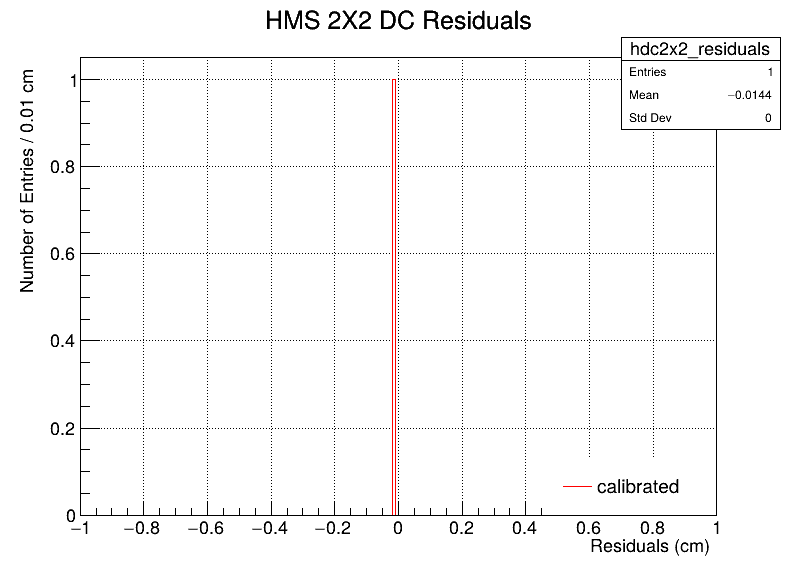 HMS 2X2 DC Residuals
hdc2x2_residuals
Entries 1
Mean −0.0144
Std Dev 0
Number of Entries / 0.01 cm
1
0.8
0.6
0.4
0.2
0
−1 −0.8 −0.6 −0.4 −0.2 0 0.2 0.4 0.6 0.8 1
calibrated
Residuals (cm)